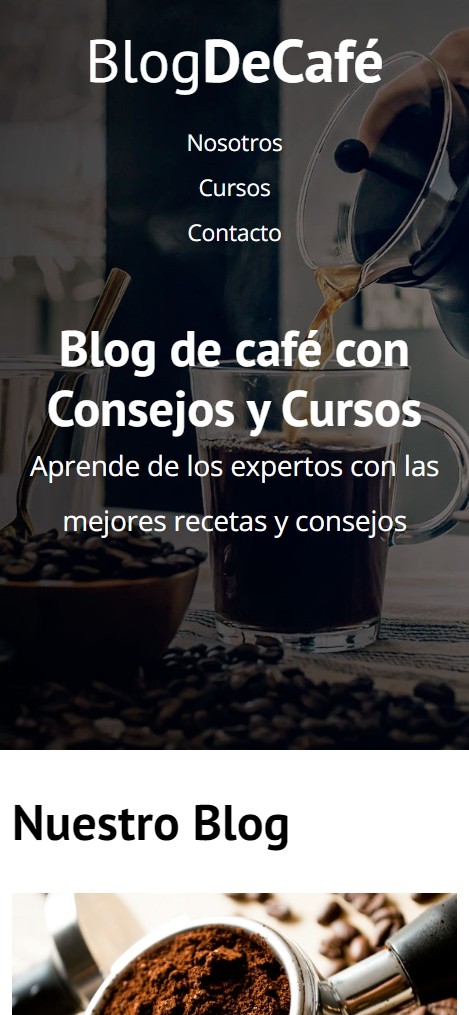 BlogDeCafé
Nosotros
Cursos
Contacto
Blog de café con
Consejos y Cursos
Aprende de los expertos con las
mejores recetas y consejos
Nuestro Blog